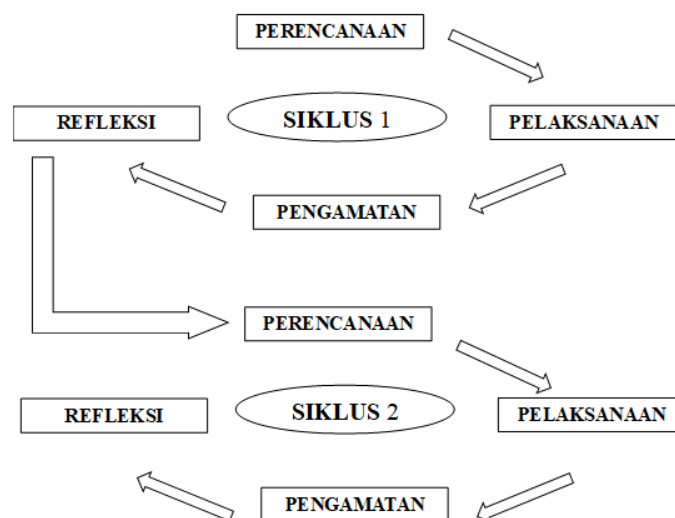 PERENCANAAN
REFLEKSI
SIKLUS 1
PELAKSANAAN
PENGAMATAN
PERENCANAAN
REFLEKSI
SIKLUS 2
PELAKSANAAN
PENGAMATAN